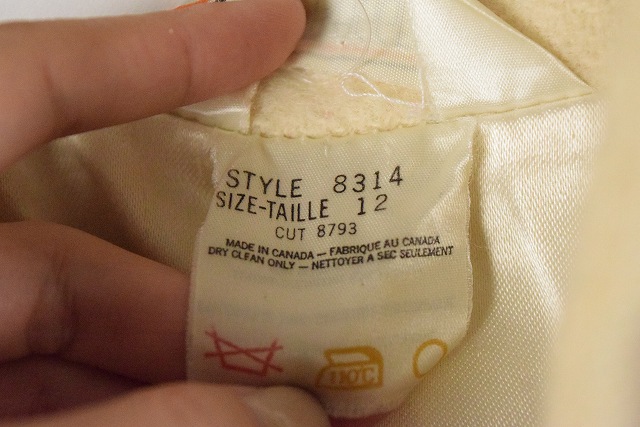 STYLE 8314
SIZE-TAILLE 12
CUT 8793
MADE IN CANADA – FABRIQUE AU CANADA
DRY CLEAN ONLY – NETTOYER A SEC SEULEMENT
HOT